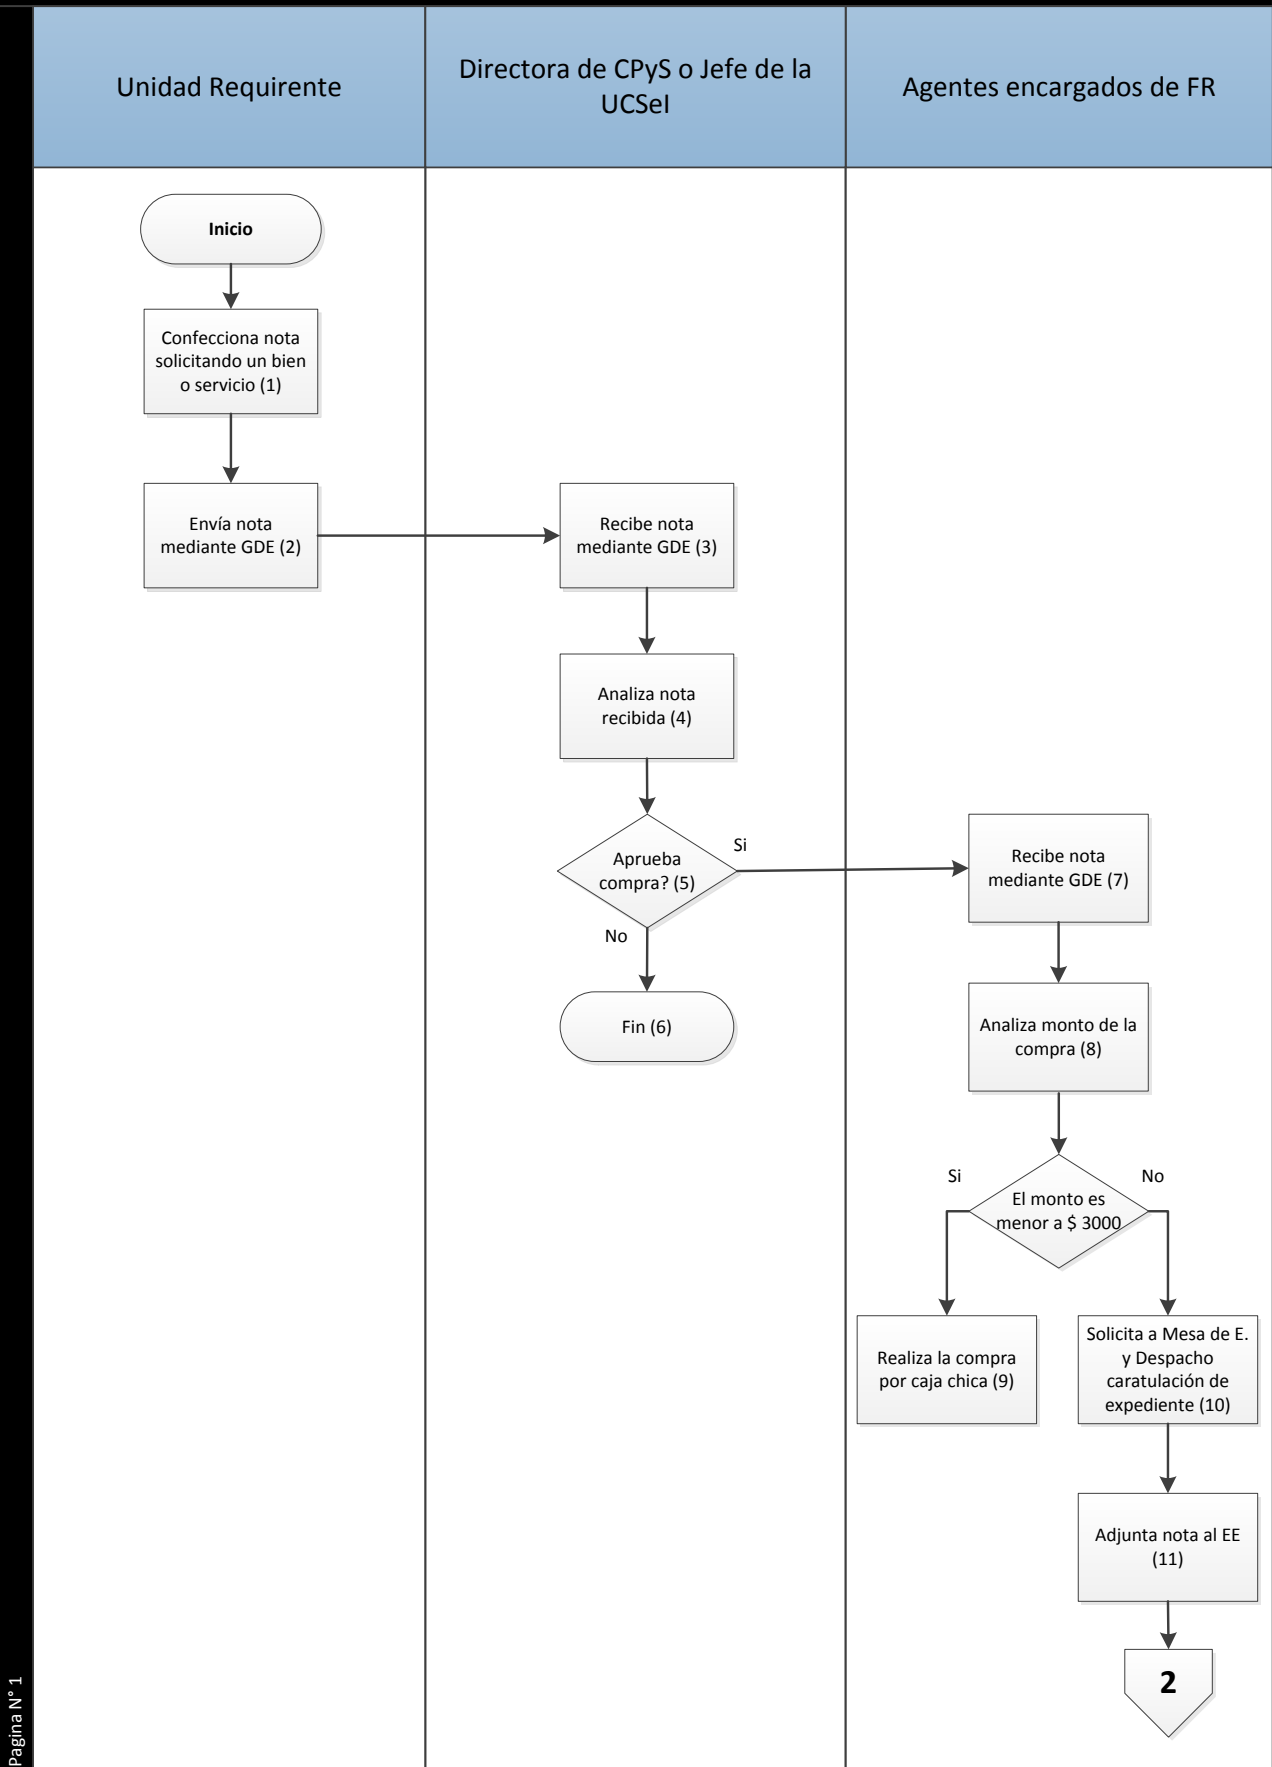 Unidad Requirente
Directora de CPyS o Jefe de la
UCSeI
Agentes encargados de FR
Inicio
Confecciona nota
solicitando un bien
o servicio (1)
Envía nota
mediante GDE (2)
Recibe nota
mediante GDE (3)
Analiza nota
recibida (4)
Aprueba
compra? (5)
Si
No
Fin (6)
Recibe nota
mediante GDE (7)
Analiza monto de la
compra (8)
El monto es
menor a $ 3000
Si
No
Realiza la compra
por caja chica (9)
Solicita a Mesa de E.
y Despacho
caratulación de
expediente (10)
Adjunta nota al EE
(11)
2
Pagina N° 1